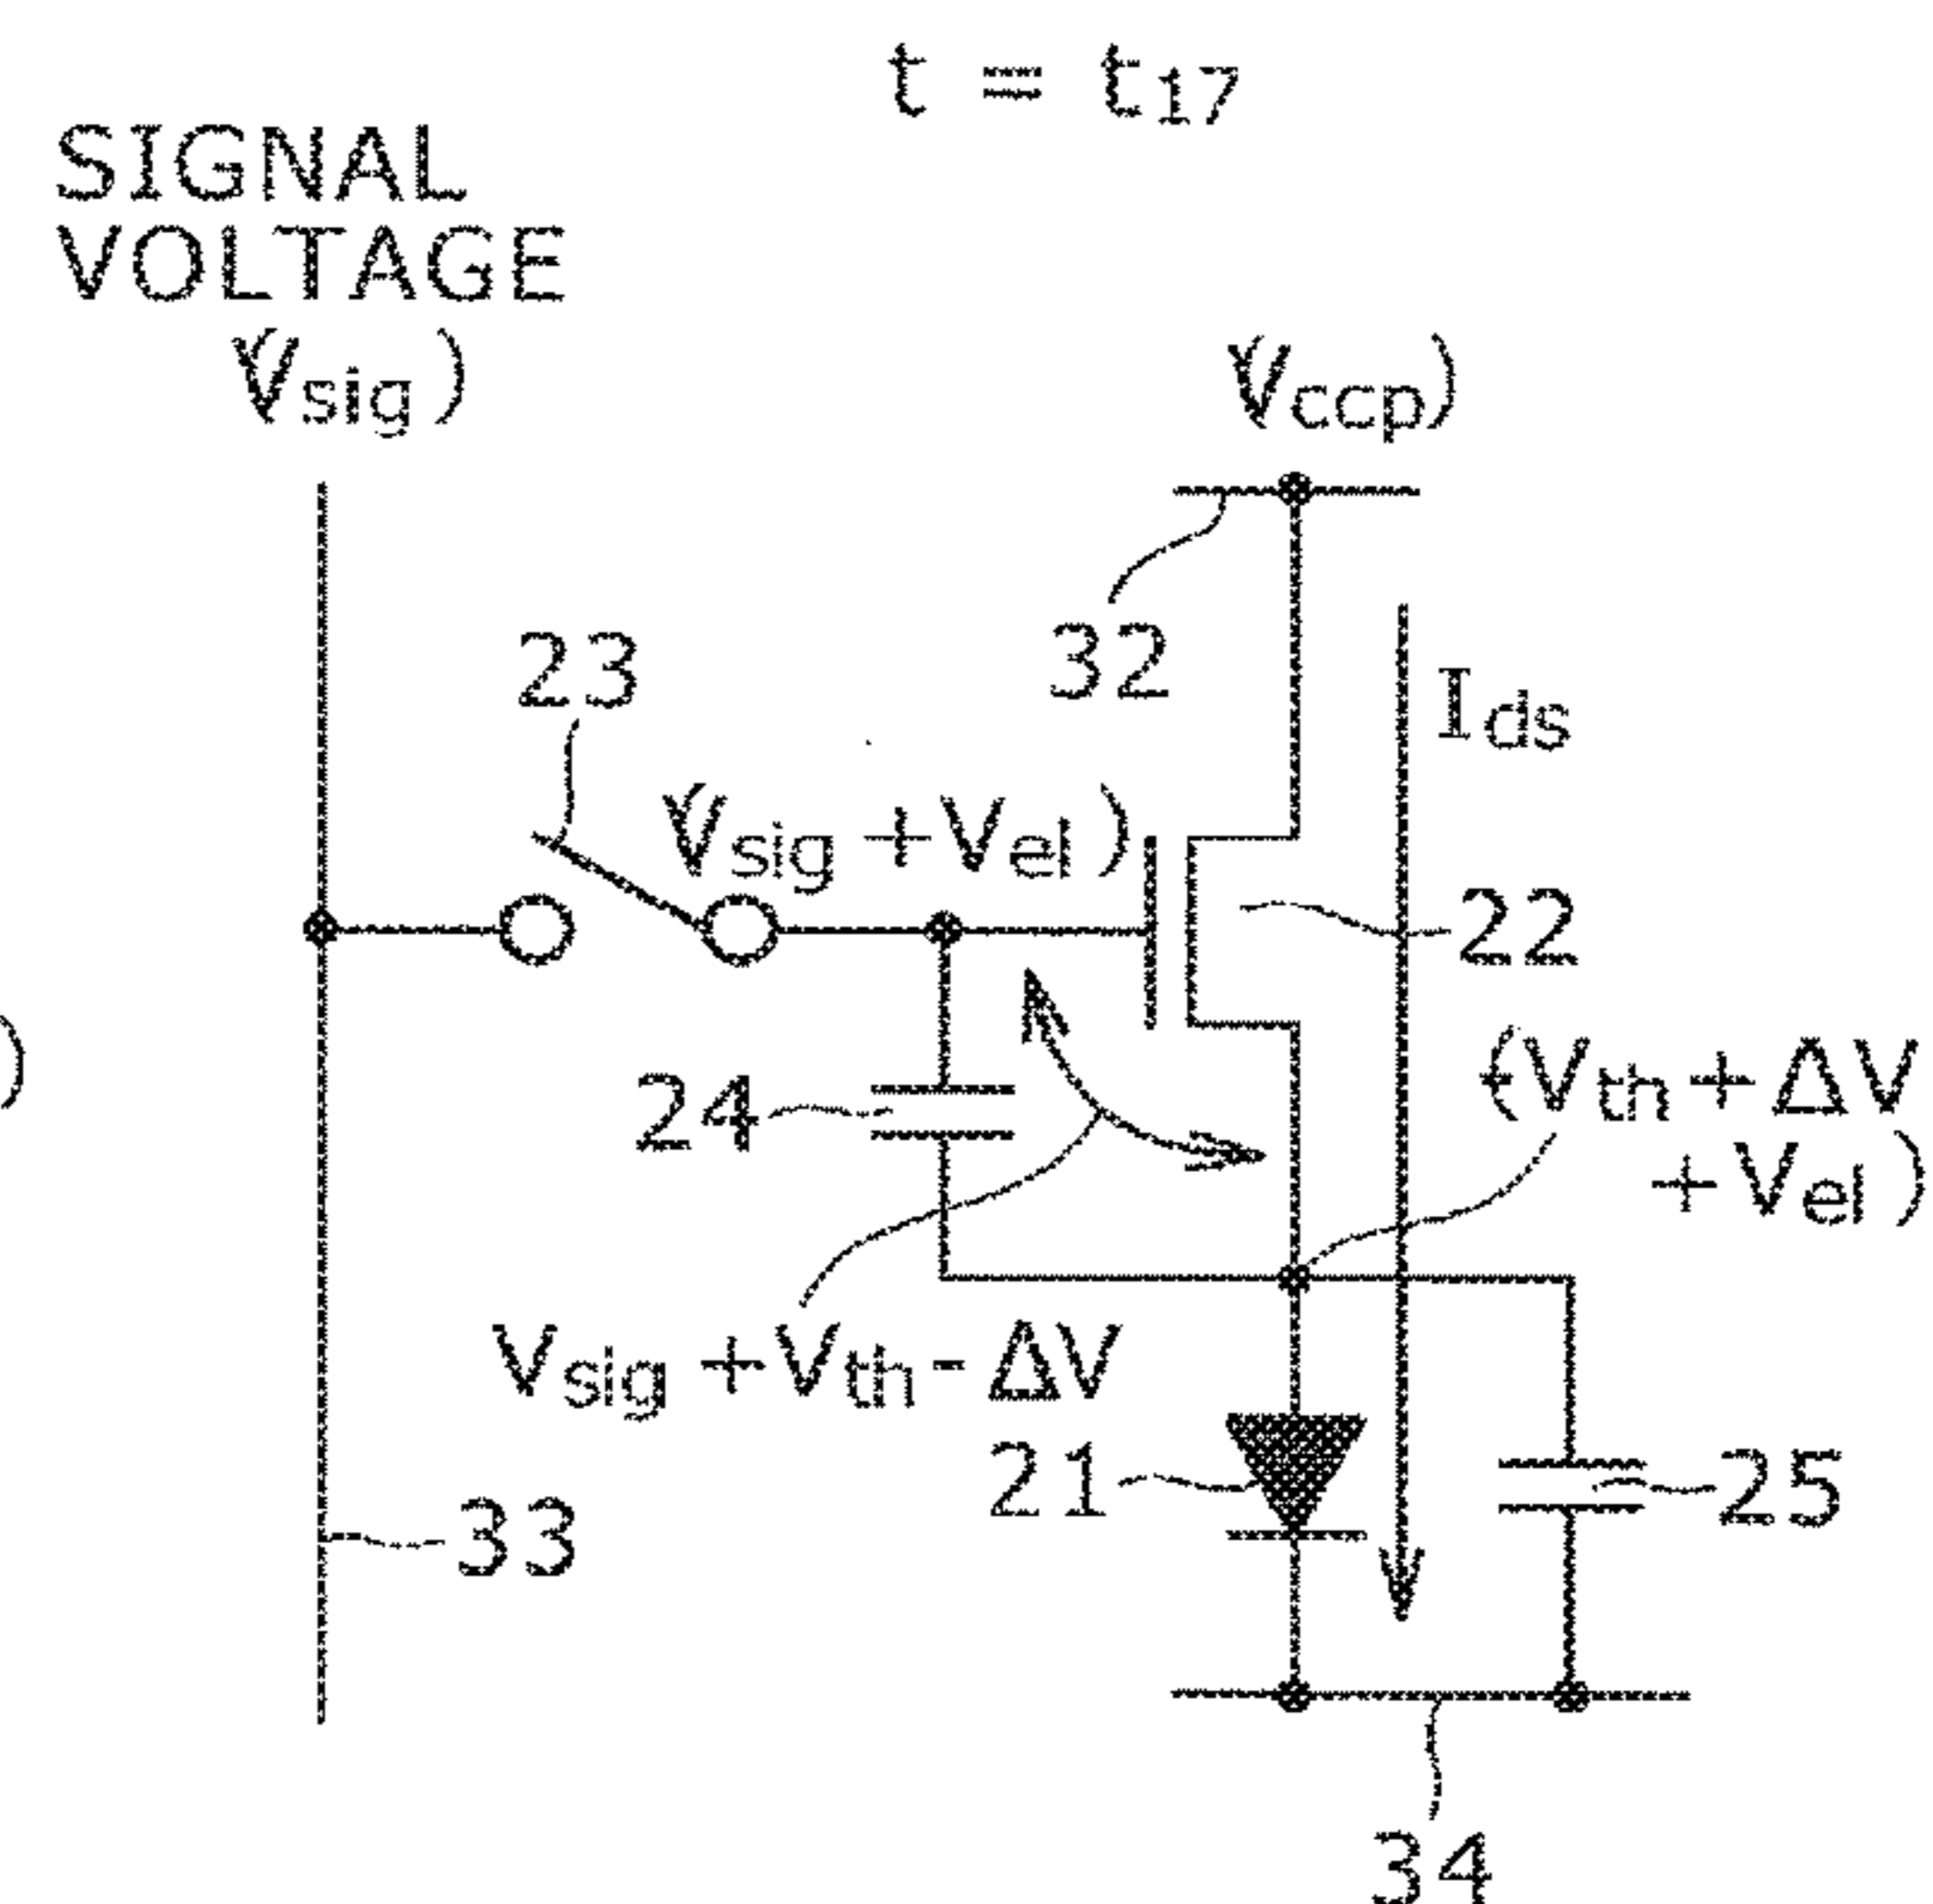 t = t17
SIGNAL
VOLTAGE
(Vsig)
(Vccp)
23
32
Ids
(Vsig+Vel)
22
)
24
(-Vth+ΔV
+Vel)
Vsig+Vth-ΔV
21
25
33
34